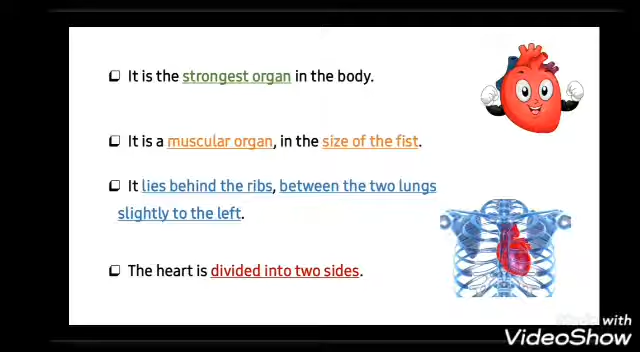 ❑ It is the strongest organ in the body.
❑ It is a muscular organ, in the size of the fist.
❑ It lies behind the ribs, between the two lungs
slightly to the left.
❑ The heart is divided into two sides.
Made with
VideoShow